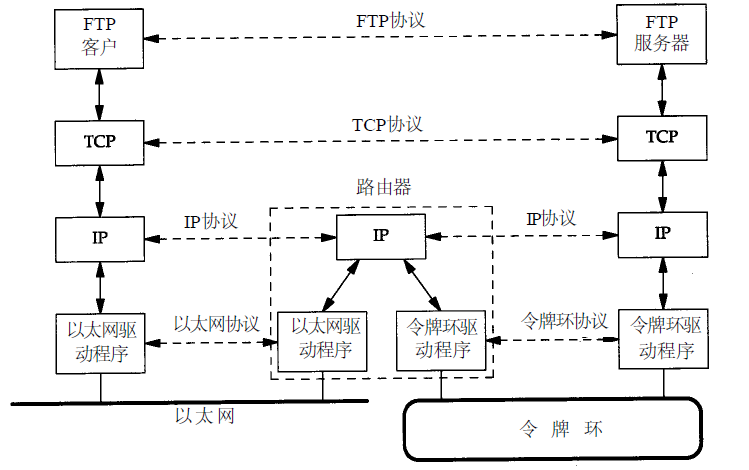 FTP
客户
FTP协议
FTP
服务器
TCP
TCP协议
TCP
路由器
IP
IP协议
IP
IP协议
IP
以太网驱
动程序
以太网协议
以太网驱
动程序
令牌环驱
动程序
令牌环协议
令牌环驱
动程序
以太网
令牌环